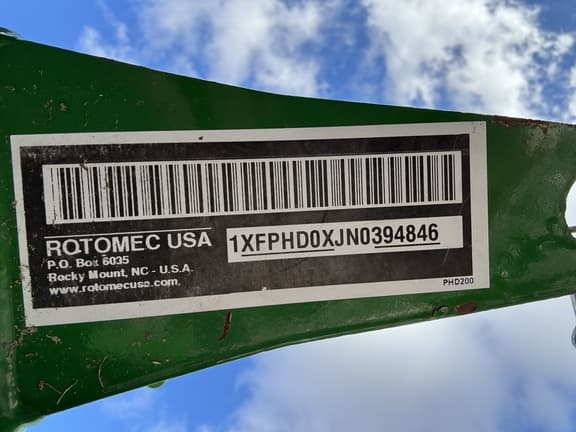 ROTOMEC USA
P.O. Box 6035
Rocky Mount, NC - U.S.A.
www.rotomecusa.com
1XFPHD0XJN0394846
PHD200